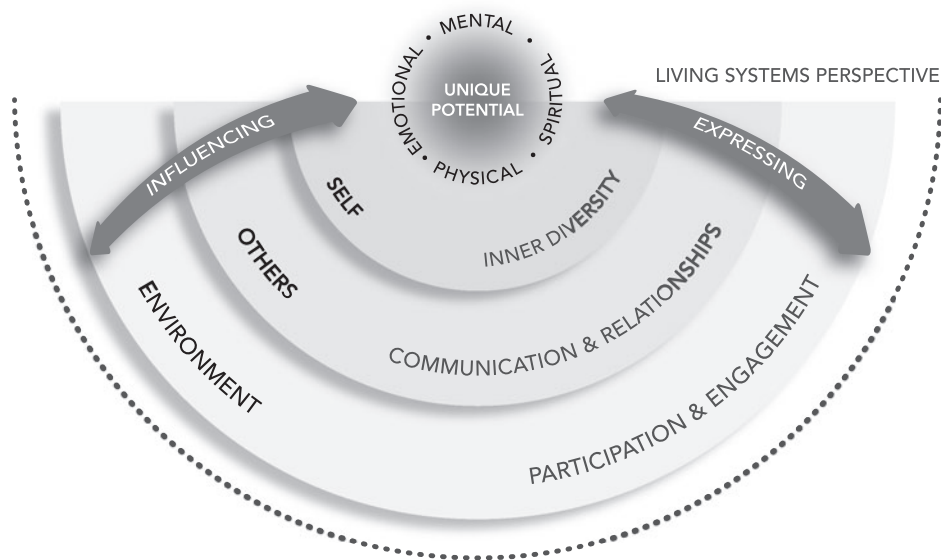 • MENTAL • SPIRITUAL • PHYSICAL • EMOTIONAL
UNIQUE
POTENTIAL
LIVING SYSTEMS PERSPECTIVE
INFLUENCING
EXPRESSING
SELF
INNER DIVERSITY
OTHERS
COMMUNICATION & RELATIONSHIPS
ENVIRONMENT
PARTICIPATION & ENGAGEMENT